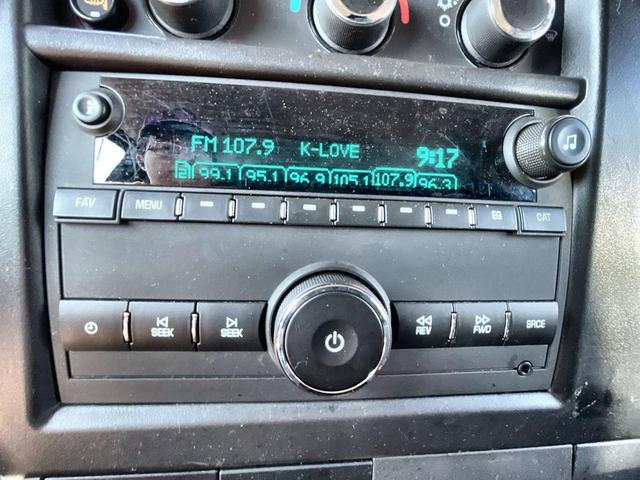 FM 107.9 K-LOVE 9:17
2 99.1 95.1 96.9 105.1 107.9 96.3
FAV MENU EQ CAT
SEEK SEEK REV FWD SRCE